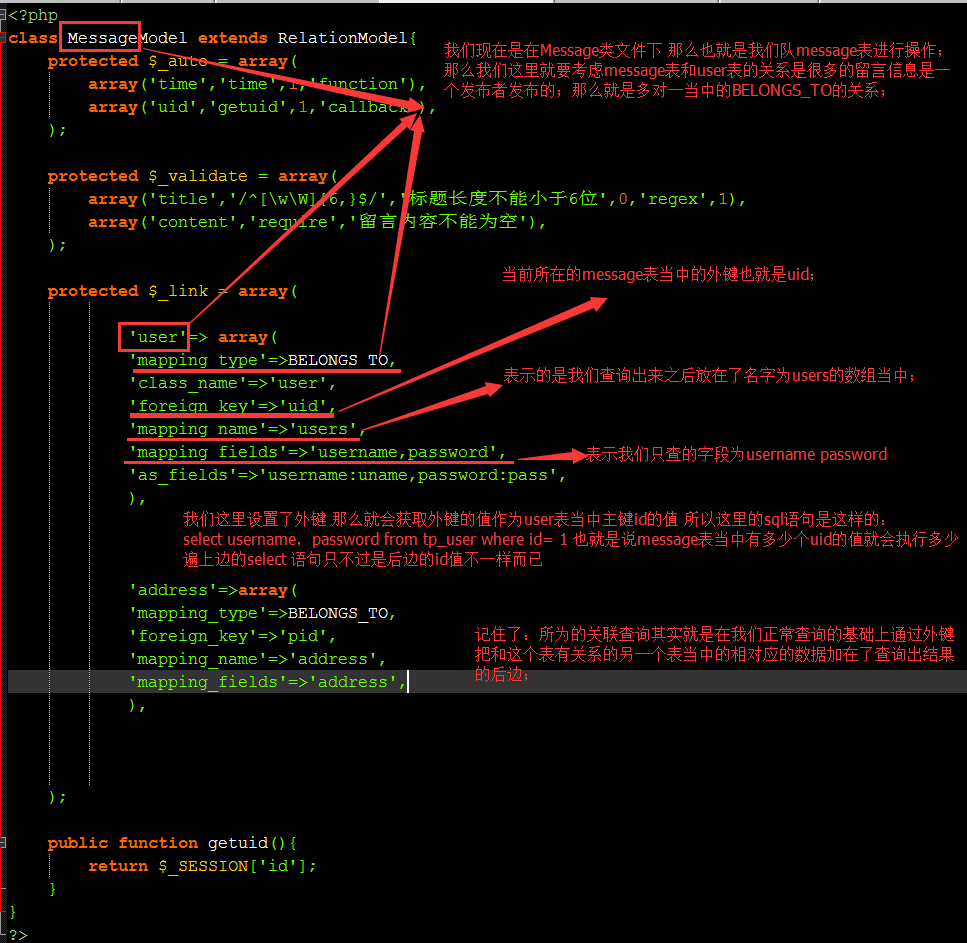 <?php
class MessageModel extends RelationModel{
protected $_auto = array(
array('time','time',1,'function'),
array('uid','getuid',1,'callback'),
);
我们现在是在Message类文件下 那么也就是我们队message表进行操作；
那么我们这里就要考虑message表和user表的关系是很多的留言信息是一
个发布者发布的；那么就是多对一当中的BELONGS_TO的关系；
protected $_validate = array(
array('title','/^[\w\W]{6,}$/','标题长度不能小于6位',0,'regex',1),
array('content','require','留言内容不能为空'),
);
当前所在的message表当中的外键也就是uid；
protected $_link = array(
'user'=> array(
'mapping_type'=>BELONGS_TO,
'class_name'=>'user',
表示的是我们查询出来之后放在了名字为users的数组当中；
'foreign_key'=>'uid',
'mapping_name'=>'users',
'mapping_fields'=>'username,password',
表示我们只查的字段为username password
'as_fields'=>'username:uname,password:pass',
),
我们这里设置了外键 那么就会获取外键的值作为user表当中主键id的值 所以这里的sql语句是这样的：
select username，password from tp_user where id= 1 也就是说message表当中有多少个uid的值就会执行多少
遍上边的select 语句只不过是后边的id值不一样而已
'address'=>array(
'mapping_type'=>BELONGS_TO,
'foreign_key'=>'pid',
'mapping_name'=>'address',
'mapping_fields'=>'address',
),
记住了：所为的关联查询其实就是在我们正常查询的基础上通过外键
把和这个表有关系的另一个表当中的相对应的数据加在了查询出结果
的后边；
);
public function getuid(){
return $_SESSION['id'];
}
}
?>